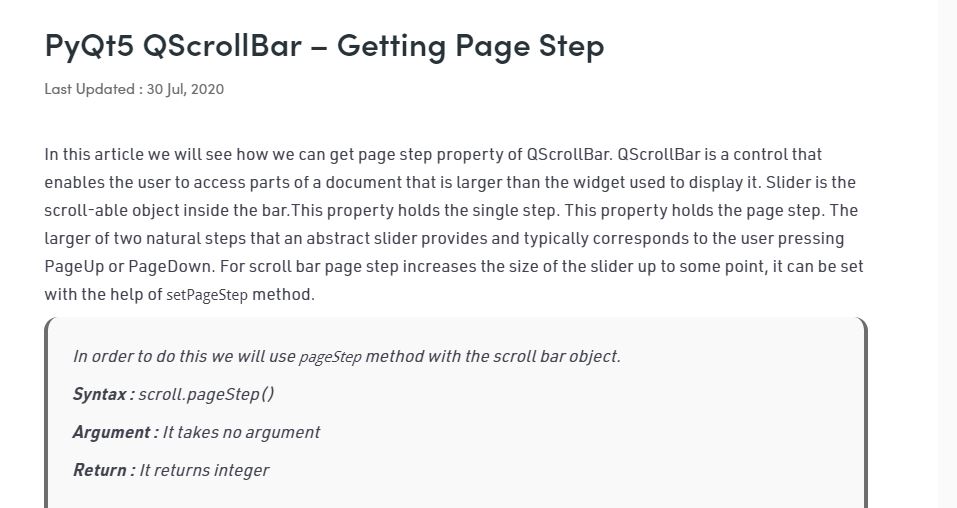 PyQt5 QScrollBar – Getting Page Step
Last Updated : 30 Jul, 2020
In this article we will see how we can get page step property of QScrollBar. QScrollBar is a control that
enables the user to access parts of a document that is larger than the widget used to display it. Slider is the
scroll-able object inside the bar.This property holds the single step. This property holds the page step. The
larger of two natural steps that an abstract slider provides and typically corresponds to the user pressing
PageUp or PageDown. For scroll bar page step increases the size of the slider up to some point, it can be set
with the help of setPageStep method.
In order to do this we will use pageStep method with the scroll bar object.
Syntax : scroll.pageStep()
Argument : It takes no argument
Return : It returns integer